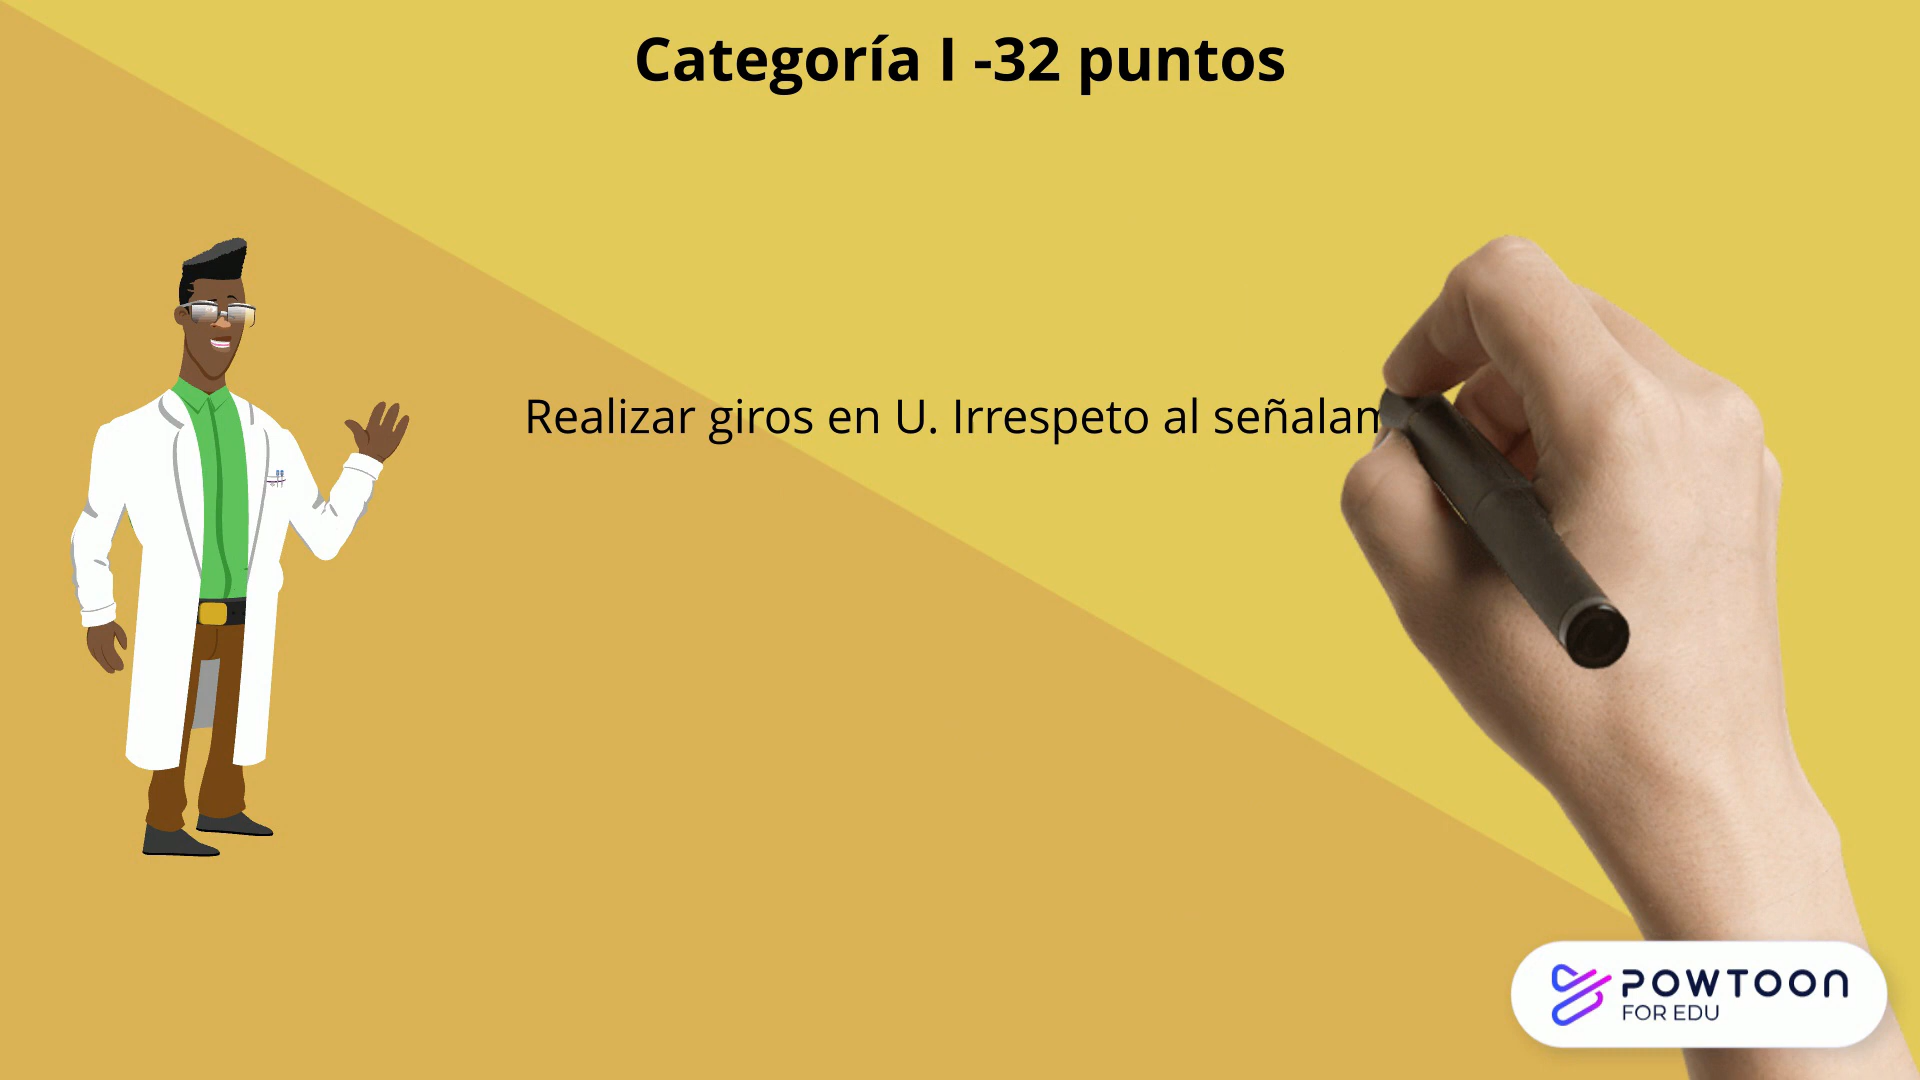 Categoría I -32 puntos
Realizar giros en U. Irrespeto al señalam
POWTOON
FOR EDU